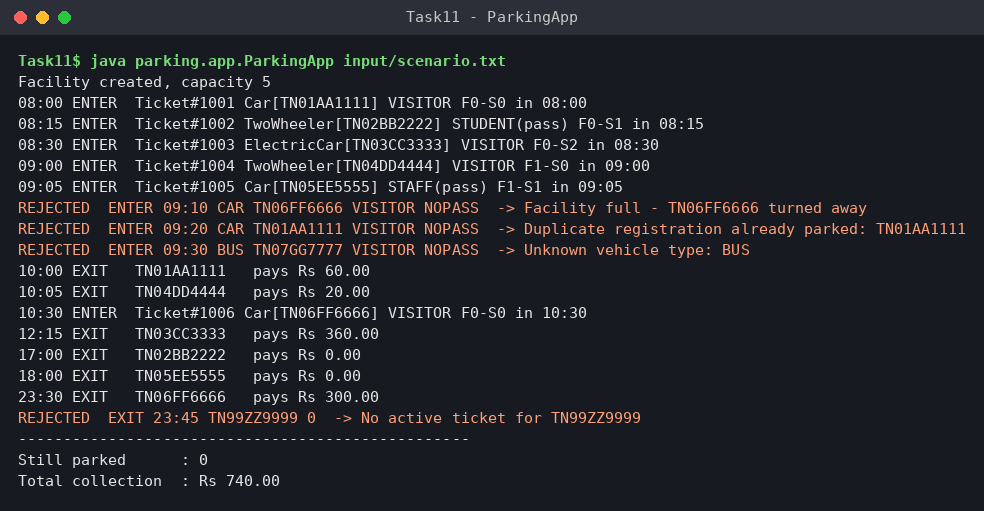 Task11 - ParkingApp
Task11$ java parking.app.ParkingApp input/scenario.txt
Facility created, capacity 5
08:00 ENTER  Ticket#1001 Car[TN01AA1111] VISITOR F0-S0 in 08:00
08:15 ENTER  Ticket#1002 TwoWheeler[TN02BB2222] STUDENT(pass) F0-S1 in 08:15
08:30 ENTER  Ticket#1003 ElectricCar[TN03CC3333] VISITOR F0-S2 in 08:30
09:00 ENTER  Ticket#1004 TwoWheeler[TN04DD4444] VISITOR F1-S0 in 09:00
09:05 ENTER  Ticket#1005 Car[TN05EE5555] STAFF(pass) F1-S1 in 09:05
REJECTED  ENTER 09:10 CAR TN06FF6666 VISITOR NOPASS  -> Facility full - TN06FF6666 turned away
REJECTED  ENTER 09:20 CAR TN01AA1111 VISITOR NOPASS  -> Duplicate registration already parked: TN01AA1111
REJECTED  ENTER 09:30 BUS TN07GG7777 VISITOR NOPASS  -> Unknown vehicle type: BUS
10:00 EXIT   TN01AA1111   pays Rs 60.00
10:05 EXIT   TN04DD4444   pays Rs 20.00
10:30 ENTER  Ticket#1006 Car[TN06FF6666] VISITOR F0-S0 in 10:30
12:15 EXIT   TN03CC3333   pays Rs 360.00
17:00 EXIT   TN02BB2222   pays Rs 0.00
18:00 EXIT   TN05EE5555   pays Rs 0.00
23:30 EXIT   TN06FF6666   pays Rs 300.00
REJECTED  EXIT 23:45 TN99ZZ9999 0  -> No active ticket for TN99ZZ9999
--------------------------------------------------
Still parked      : 0
Total collection  : Rs 740.00